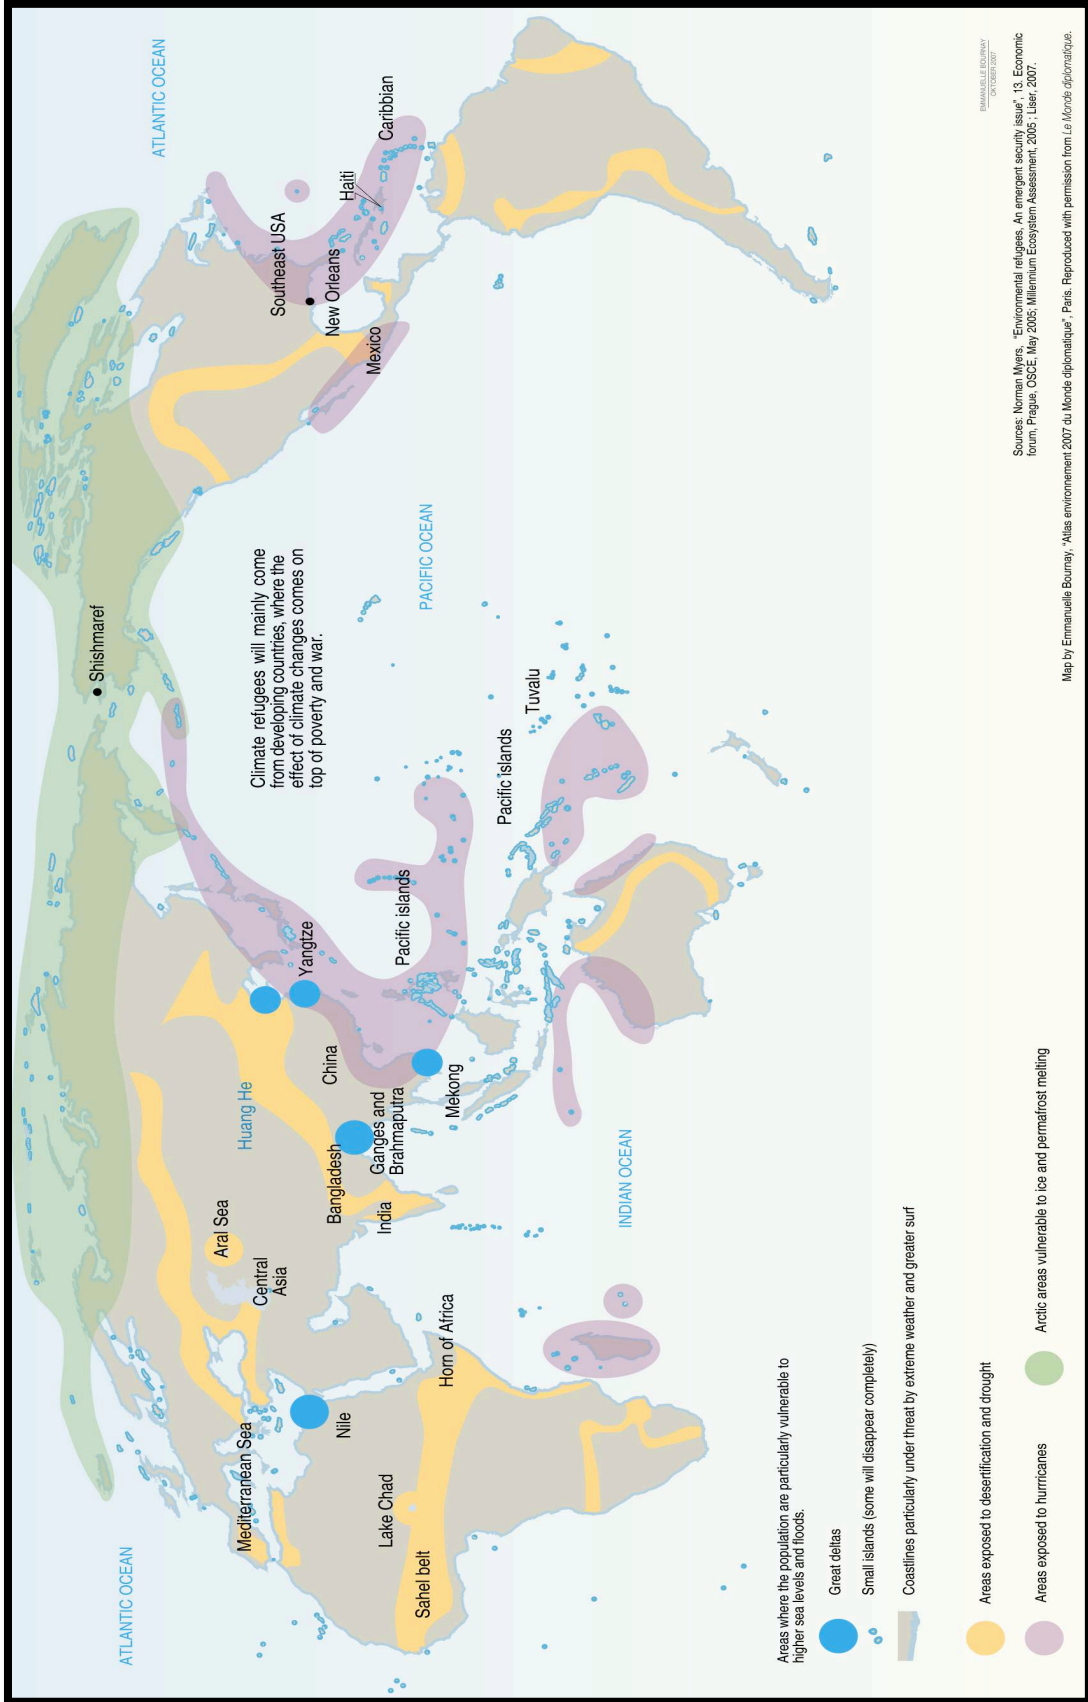 ATLANTIC OCEAN
ATLANTIC OCEAN
Shishmaref
Climate refugees will mainly come
from developing countries, where the
effect of climate changes comes on
top of poverty and war.
Southeast USA
New Orleans
Haiti
Caribbian
Mexico
PACIFIC OCEAN
Mediterranean Sea
Aral Sea
Central
Asia
Huang He
Yangtze
China
Nile
Bangladesh
Ganges and
Brahmaputra
India
Mekong
Pacific islands
Pacific islands
Tuvalu
Lake Chad
Sahel belt
Horn of Africa
INDIAN OCEAN
Areas where the population are particularly vulnerable to
higher sea levels and floods.
Great deltas
Small islands (some will disappear completely)
Coastlines particularly under threat by extreme weather and greater surf
Areas exposed to desertification and drought
Areas exposed to hurrricanes
Arctic areas vulnerable to ice and permafrost melting
EMMANUELLE BOURNAY
OKTOBER 2007
Sources: Norman Myers, "Environmental refugees, An emergent security issue", 13. Economic
forum, Prague, OSCE, May 2005; Millennium Ecosystem Assessment, 2005 ; Liser, 2007.
Map by Emmanuelle Bournay, "Atlas environnement 2007 du Monde diplomatique", Paris. Reproduced with permission from Le Monde diplomatique.